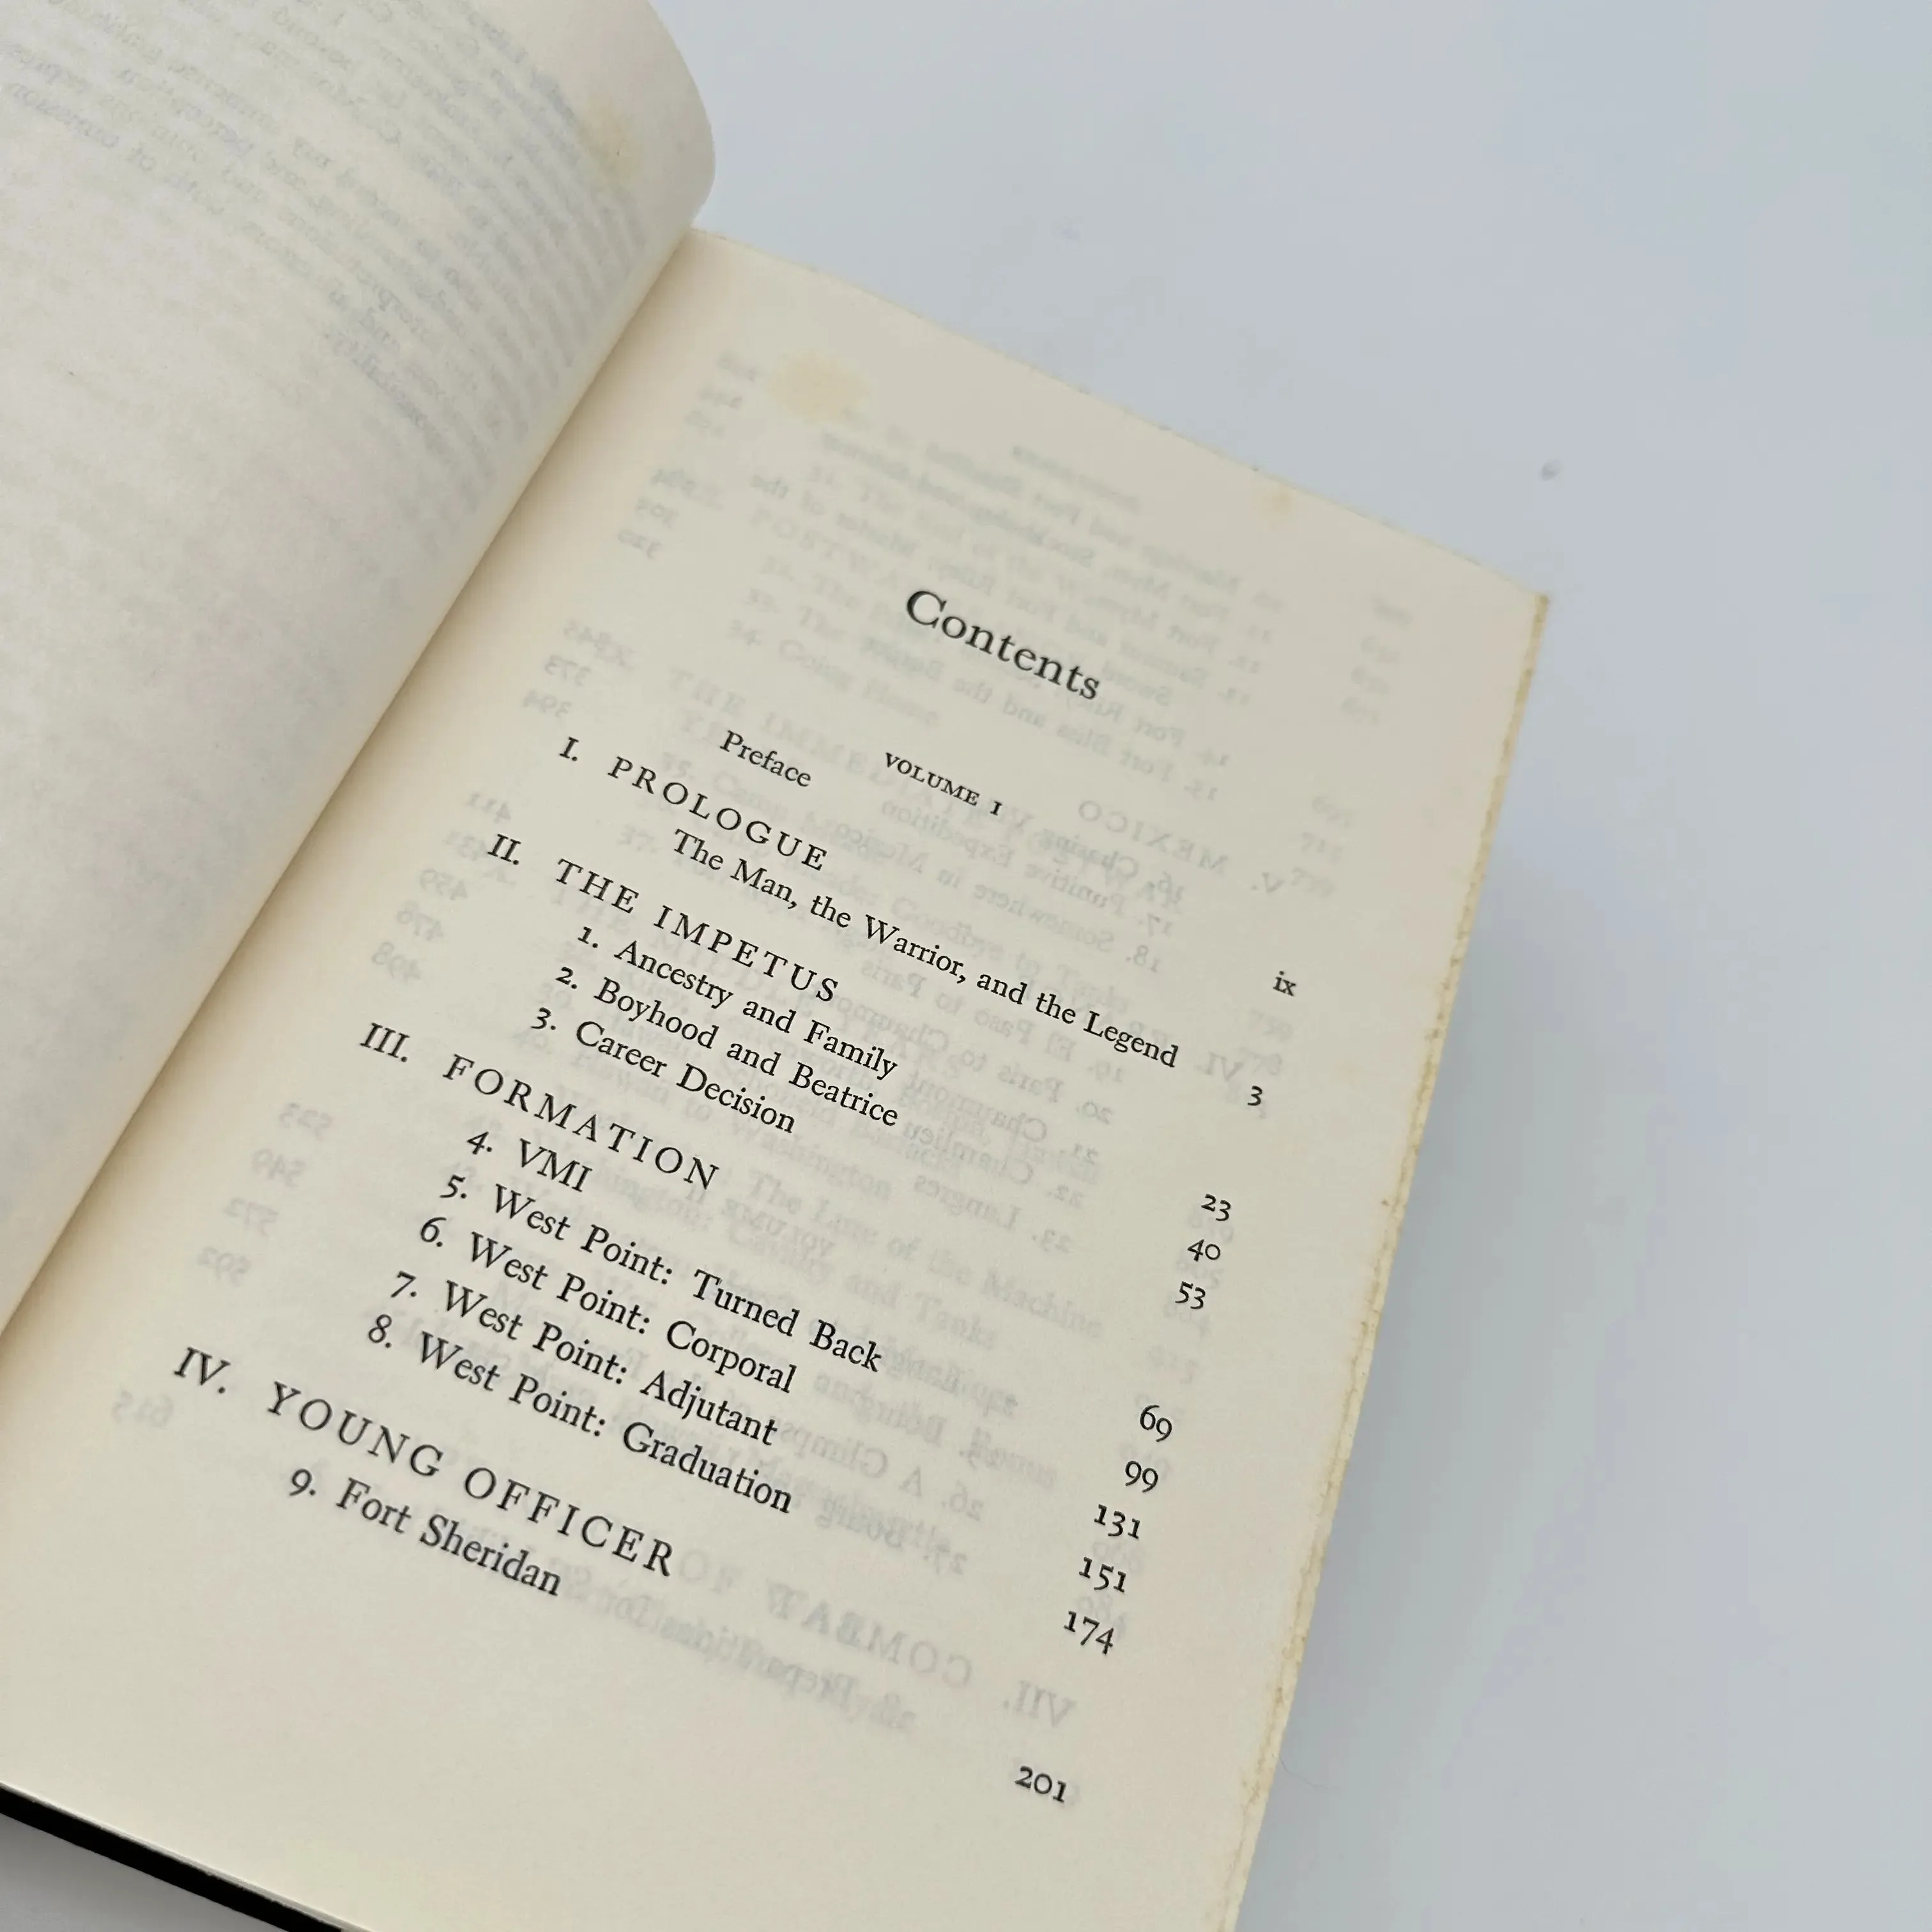 Contents
VOLUME I
Preface ix
I. PROLOGUE
The Man, the Warrior, and the Legend 3
II. THE IMPETUS
1. Ancestry and Family 23
2. Boyhood and Beatrice 40
3. Career Decision 53
III. FORMATION
4. VMI 69
5. West Point: Turned Back 99
6. West Point: Corporal 131
7. West Point: Adjutant 151
8. West Point: Graduation 174
IV. YOUNG OFFICER
9. Fort Sheridan 201